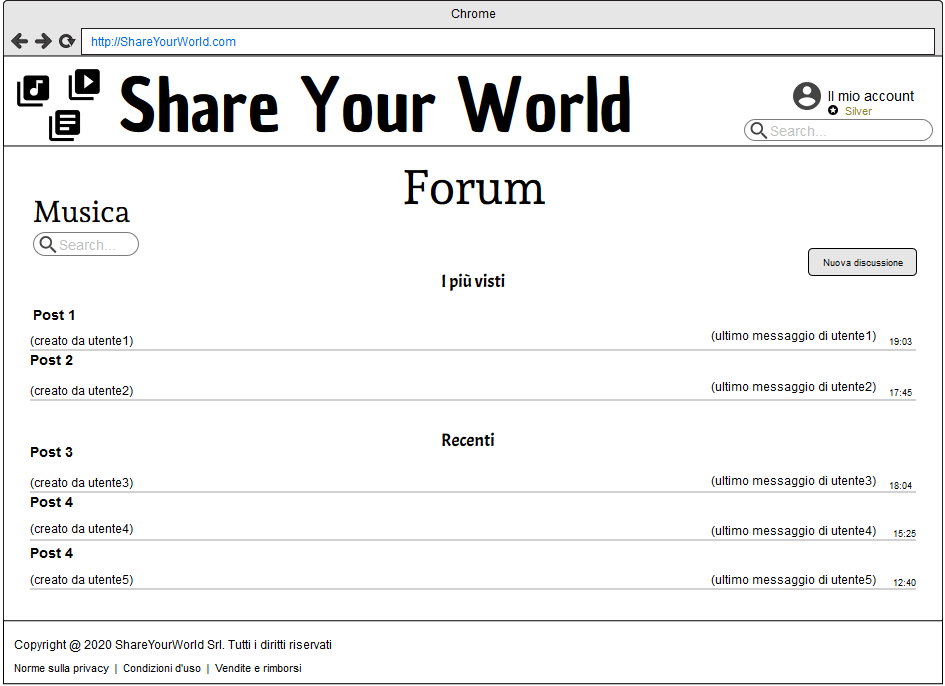 Chrome
http://ShareYourWorld.com
Share Your World
Il mio account
Silver
Search...
Forum
Musica
Search...
Nuova discussione
I più visti
Post 1
(creato da utente1) (ultimo messaggio di utente1) 19:03
Post 2
(creato da utente2) (ultimo messaggio di utente2) 17:45
Recenti
Post 3
(creato da utente3) (ultimo messaggio di utente3) 18:04
Post 4
(creato da utente4) (ultimo messaggio di utente4) 15:25
Post 4
(creato da utente5) (ultimo messaggio di utente5) 12:40
Copyright @ 2020 ShareYourWorld Srl. Tutti i diritti riservati
Norme sulla privacy | Condizioni d'uso | Vendite e rimborsi